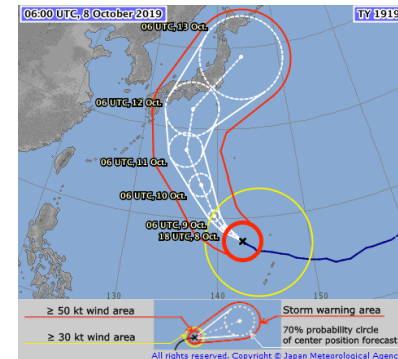 06:00 UTC, 8 October 2019
TY 1919
06 UTC, 13 Oct.
06 UTC, 12 Oct.
06 UTC, 11 Oct.
06 UTC, 10 Oct.
06 UTC, 9 Oct.
18 UTC, 8 Oct.
130
140
150
≥ 50 kt wind area
Storm warning area
≥ 30 kt wind area
70% probability circle
of center position forecast
All rights reserved. Copyright © Japan Meteorological Agenc